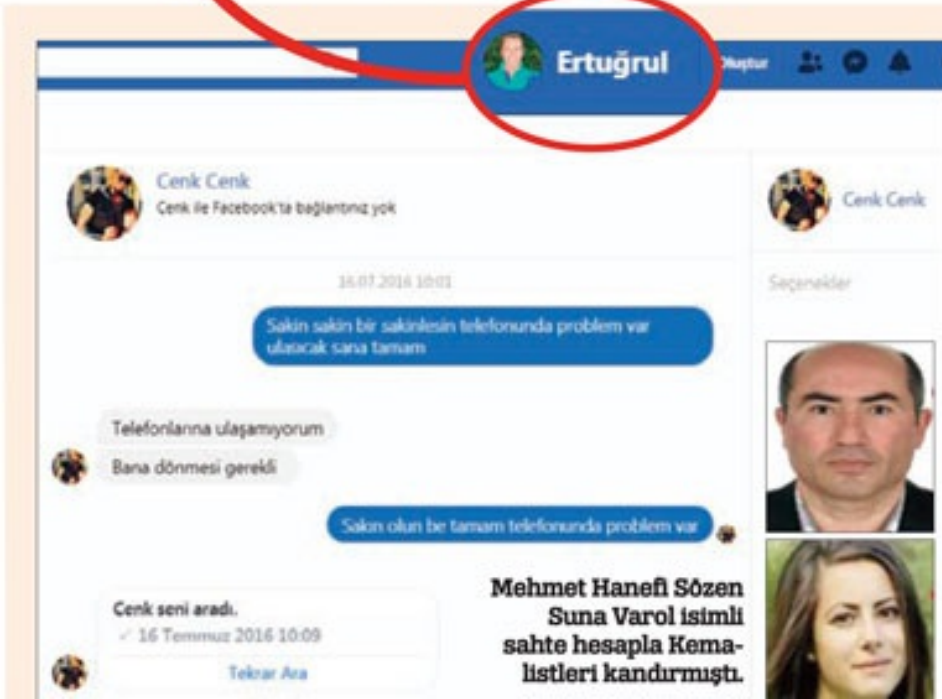 Ertuğrul
Oluştur
Cenk Cenk
Cenk ile Facebook'ta bağlantınız yok
Cenk Cenk
16.07.2016 10:01
Seçenekler
Sakin sakin bir sakinlesin telefonunda problem var
ulasıcak sana tamam
Telefonlarına ulaşamıyorum
Bana dönmesi gerekli
Sakin olun be tamam telefonunda problem var
Cenk seni aradı.
✓ 16 Temmuz 2016 10:09
Tekrar Ara
Mehmet Hanefi Sözen
Suna Varol isimli
sahte hesapla Kema-
listleri kandırmıştı.